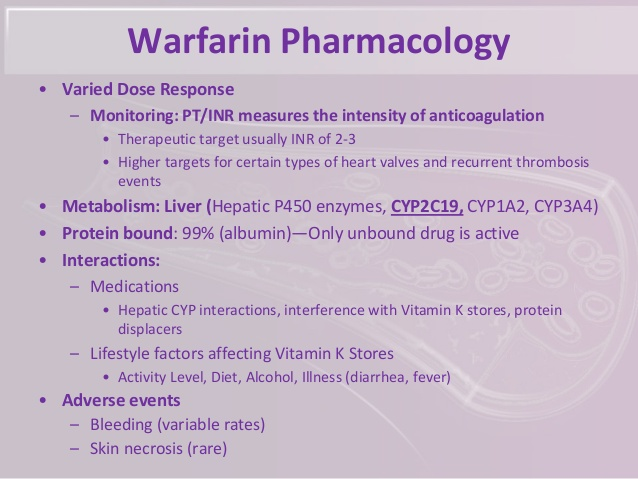 Warfarin Pharmacology
• Varied Dose Response
– Monitoring: PT/INR measures the intensity of anticoagulation
• Therapeutic target usually INR of 2-3
• Higher targets for certain types of heart valves and recurrent thrombosis
events
• Metabolism: Liver (Hepatic P450 enzymes, CYP2C19, CYP1A2, CYP3A4)
• Protein bound: 99% (albumin)—Only unbound drug is active
• Interactions:
– Medications
• Hepatic CYP interactions, interference with Vitamin K stores, protein
displacers
– Lifestyle factors affecting Vitamin K Stores
• Activity Level, Diet, Alcohol, Illness (diarrhea, fever)
• Adverse events
– Bleeding (variable rates)
– Skin necrosis (rare)